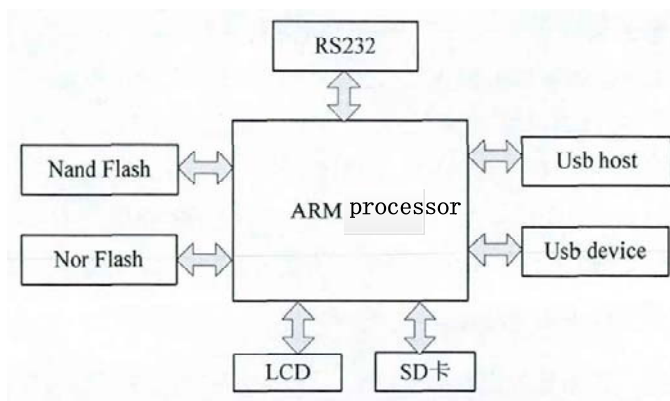 RS232
Nand Flash
Usb host
ARM processor
Nor Flash
Usb device
LCD
SD卡